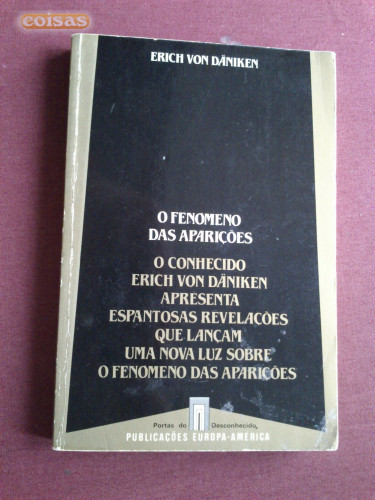 coisas
ERICH VON DÄNIKEN
O FENOMENO
DAS APARIÇÕES
O CONHECIDO
ERICH VON DÄNIKEN
APRESENTA
ESPANTOSAS REVELAÇÕES
QUE LANÇAM
UMA NOVA LUZ SOBRE
O FENOMENO DAS APARIÇÕES
Portas do Desconhecido
PUBLICAÇÕES EUROPA-AMÉRICA